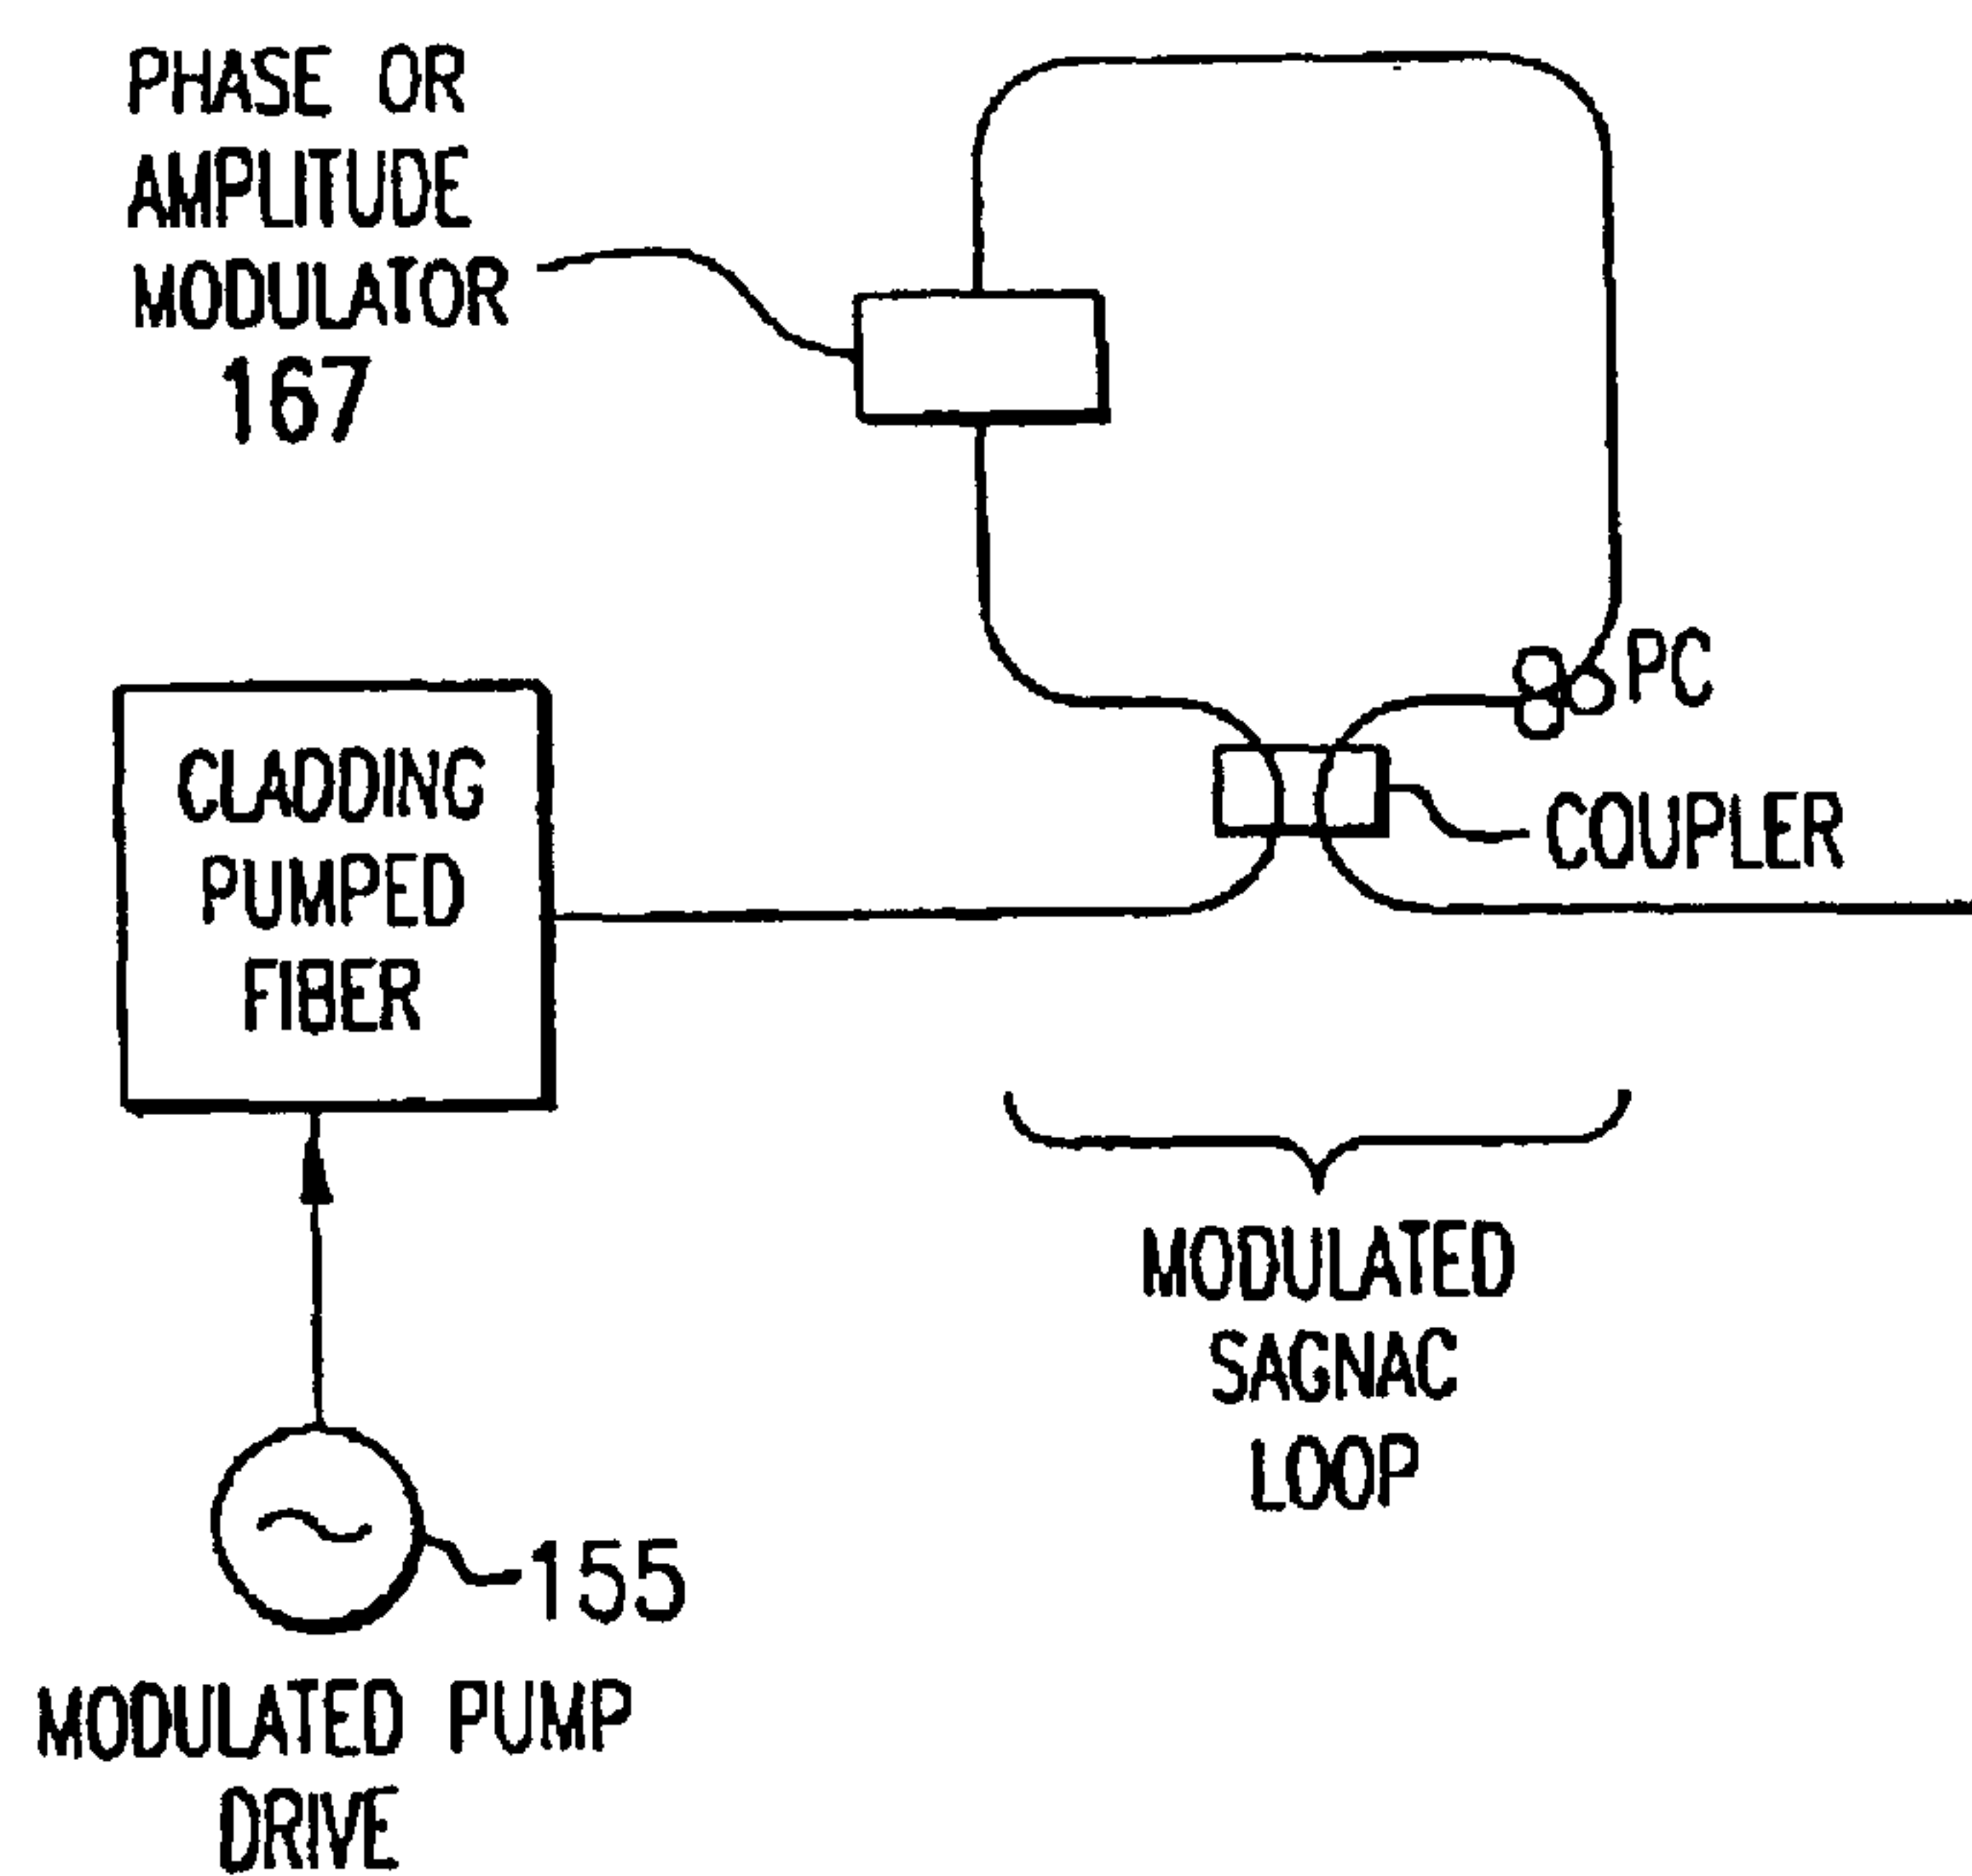 PHASE OR
AMPLITUDE
MODULATOR
167
PC
COUPLER
CLADDING
PUMPED
FIBER
MODULATED
SAGNAC
LOOP
155
MODULATED PUMP
DRIVE